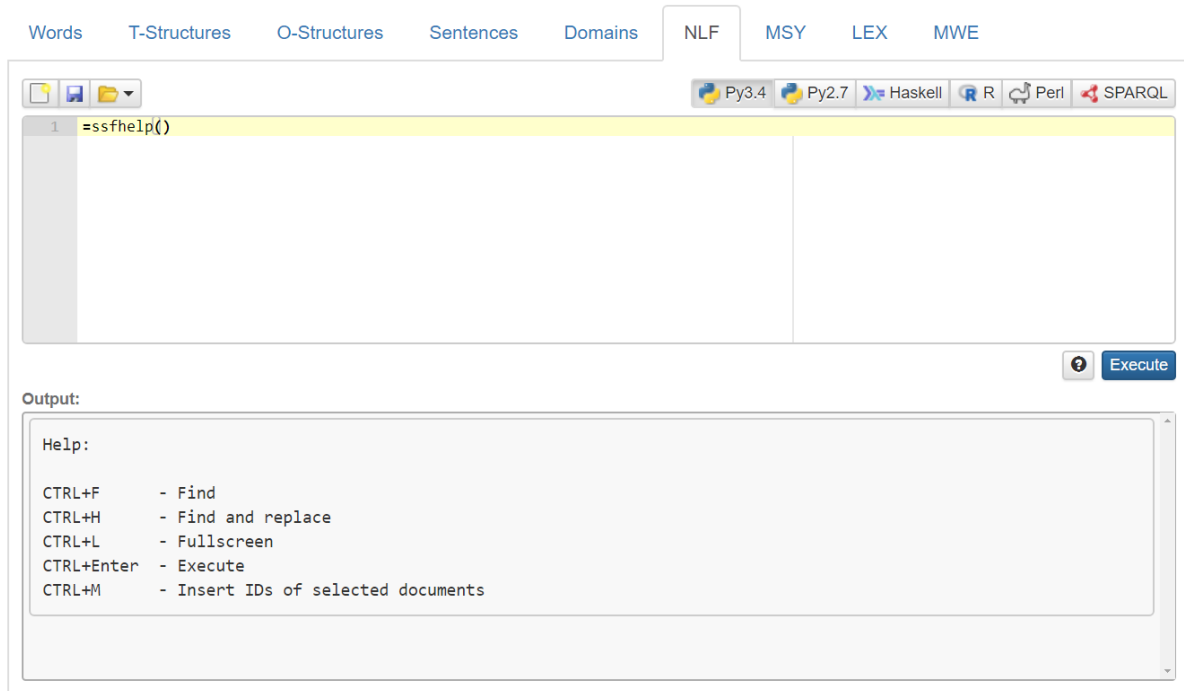 Words T-Structures O-Structures Sentences Domains NLF MSY LEX MWE
Py3.4 Py2.7 Haskell R Perl SPARQL
1 =ssfhelp()
Execute
Output:
Help:
CTRL+F - Find
CTRL+H - Find and replace
CTRL+L - Fullscreen
CTRL+Enter - Execute
CTRL+M - Insert IDs of selected documents